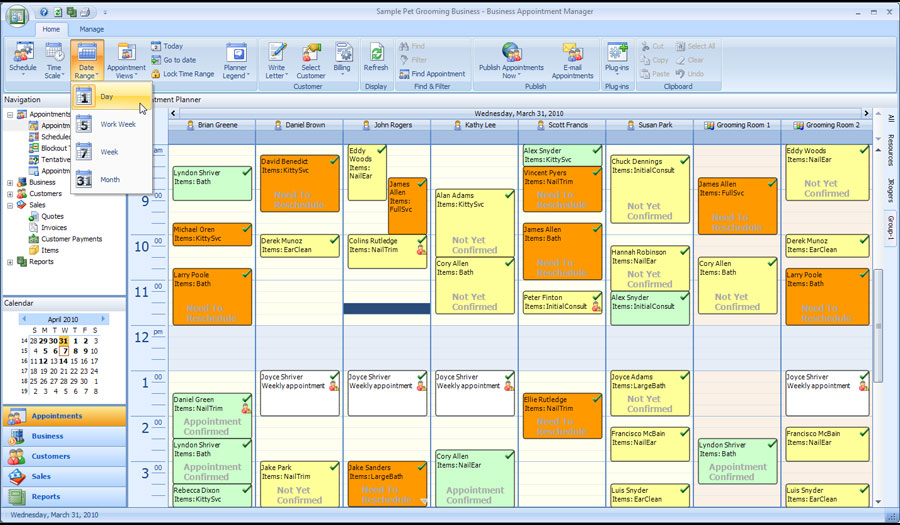 Sample Pet Grooming Business - Business Appointment Manager
Home Manage
Schedule
Time Scale
Date Range
Appointment Views
Today
Go to date
Lock Time Range
Planner Legend
Write Letter
Select Customer
Billing
Customer
Refresh
Display
Find
Filter
Find Appointment
Find & Filter
Publish Appointments Now
E-mail Appointments
Publish
Plug-ins
Plug-ins
Cut
Copy
Paste
Select All
Clear
Undo
Clipboard
1 Day
5 Work Week
7 Week
31 Month
Navigation
Appointments
Appointm
Schedules
Blockout
Tentative
Appoint
Business
Customers
Sales
Quotes
Invoices
Customer Payments
Items
Reports
Calendar
April 2010
S M T W T F S
14 28 29 30 31 1 2 3
15 4 5 6 7 8 9 10
16 11 12 13 14 15 16 17
17 18 19 20 21 22 23 24
18 25 26 27 28 29 30 1
19 2 3 4 5 6 7 8
Appointments
Business
Customers
Sales
Reports
Wednesday, March 31, 2010
tment Planner
Wednesday, March 31, 2010
Brian Greene
Daniel Brown
John Rogers
Kathy Lee
Scott Francis
Susan Park
Grooming Room 1
Grooming Room 2
am
9 00
10 00
11 00
12 pm
1 00
2 00
3 00
Lyndon Shriver
Items: Bath
Michael Oren
Items: KittySvc
Larry Poole
Items: Bath
Need to Reschedule
Daniel Green
Items: NailTrim
Appointment Confirmed
Lyndon Shriver
Items: Bath
Appointment Confirmed
Rebecca Dixon
Items: KittySvc
David Benedict
Items: KittySvc
Need to Reschedule
Derek Munoz
Items: EarClean
Joyce Shriver
Weekly appointment
Jake Park
Items: NailTrim
Not Yet Confirmed
Eddy Woods
Items: NailEar
James Allen
Items: FullSvc
Colins Rutledge
Items: NailTrim
Joyce Shriver
Weekly appointment
Jake Sanders
Items: LargeBath
Need To Reschedule
Alan Adams
Items: KittySvc
Not Yet Confirmed
Cory Allen
Items: Bath
Not Yet Confirmed
Joyce Shriver
Weekly appointment
Cory Allen
Items: NailEar
Appointment Confirmed
Alex Snyder
Items: KittySvc
Vincent Pyers
Items: NailTrim
Need to Reschedule
James Allen
Items: Bath
Need to Reschedule
Peter Finton
Items: InitialConsult
Ellie Rutledge
Items: NailTrim
Need to Reschedule
Chuck Dennings
Items: InitialConsult
Not Yet Confirmed
Hannah Robinson
Items: NailEar
Not Yet Confirmed
Alex Snyder
Items: InitialConsult
Joyce Adams
Items: LargeBath
Not Yet Confirmed
Francisco McBain
Items: NailEar
Luis Snyder
Items: EarClean
James Allen
Items: FullSvc
Need To Reschedule
Cory Allen
Items: Bath
Not Yet Confirmed
Lyndon Shriver
Items: Bath
Appointment Confirmed
Eddy Woods
Items: NailEar
Not Yet Confirmed
Derek Munoz
Items: EarClean
Larry Poole
Items: Bath
Need to Reschedule
Joyce Shriver
Weekly appointment
Francisco McBain
Items: NailEar
Luis Snyder
Items: EarClean
All
Resources
JRogers
Group-1